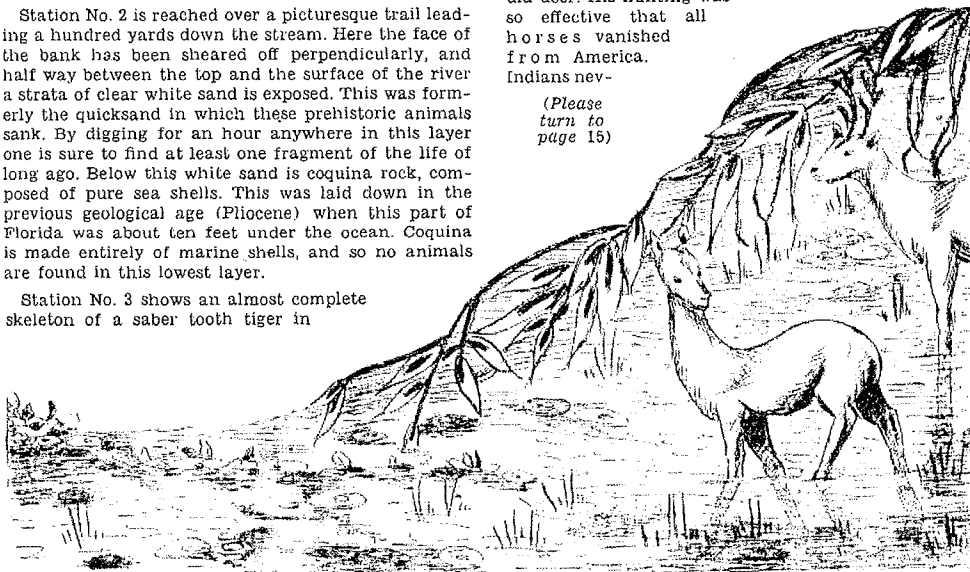 Station No. 2 is reached over a picturesque trail lead-
ing a hundred yards down the stream. Here the face of
the bank has been sheared off perpendicularly, and
half way between the top and the surface of the river
a strata of clear white sand is exposed. This was form-
erly the quicksand in which these prehistoric animals
sank. By digging for an hour anywhere in this layer
one is sure to find at least one fragment of the life of
long ago. Below this white sand is coquina rock, com-
posed of pure sea shells. This was laid down in the
previous geological age (Pliocene) when this part of
Florida was about ten feet under the ocean. Coquina
is made entirely of marine shells, and so no animals
are found in this lowest layer.
Station No. 3 shows an almost complete
skeleton of a saber tooth tiger in
so effective that all
horses vanished
from America.
Indians nev-
(Please
turn to
page 15)